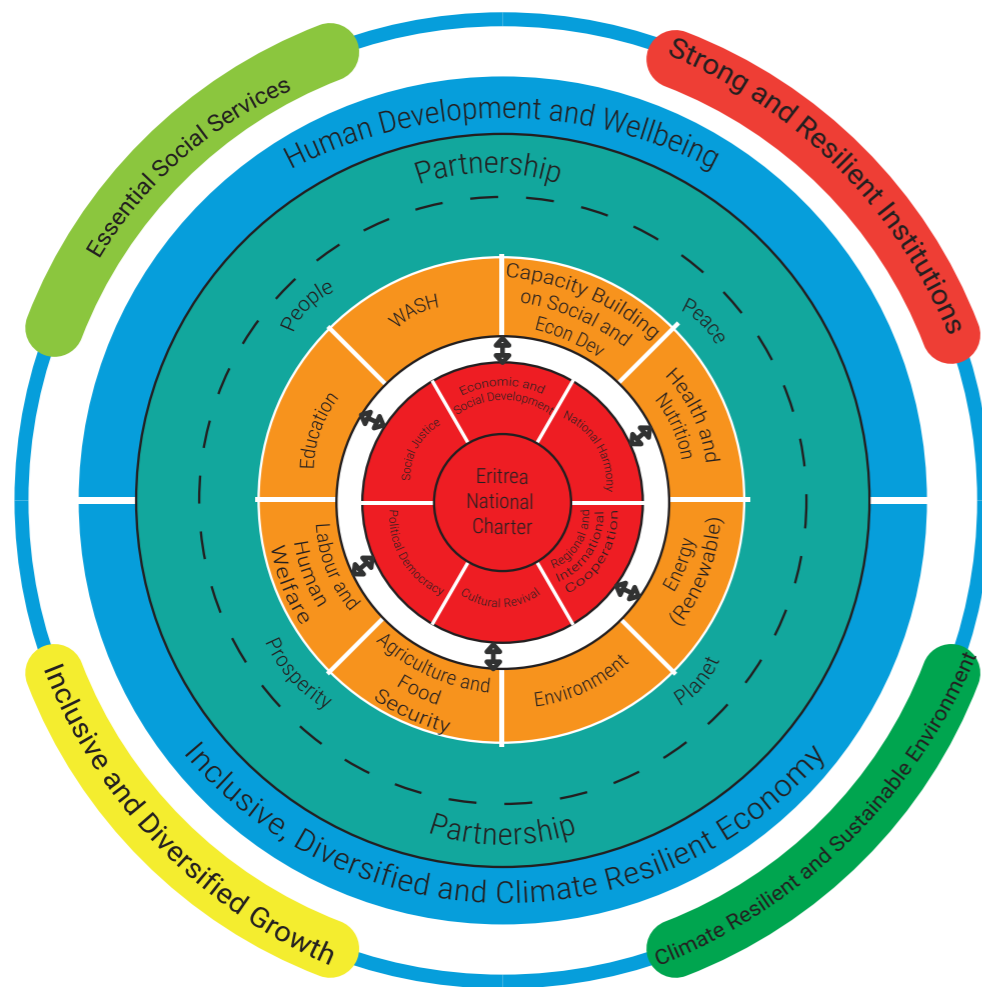 Essential Social Services
Strong and Resilient Institutions
Human Development and Wellbeing
Partnership
People
Peace
WASH
Capacity Building
on Social and
Econ Dev
Education
Health and
Nutrition
Economic and
Social Development
Social Justice
National Harmony
Eritrea
National
Charter
Political Democracy
Regional and
International
Cooperation
Cultural Revival
Labour and
Human
Welfare
Energy
(Renewable)
Agriculture and
Food
Security
Environment
Prosperity
Planet
Partnership
Inclusive, Diversified and Climate Resilient Economy
Inclusive and Diversified Growth
Climate Resilient and Sustainable Environment